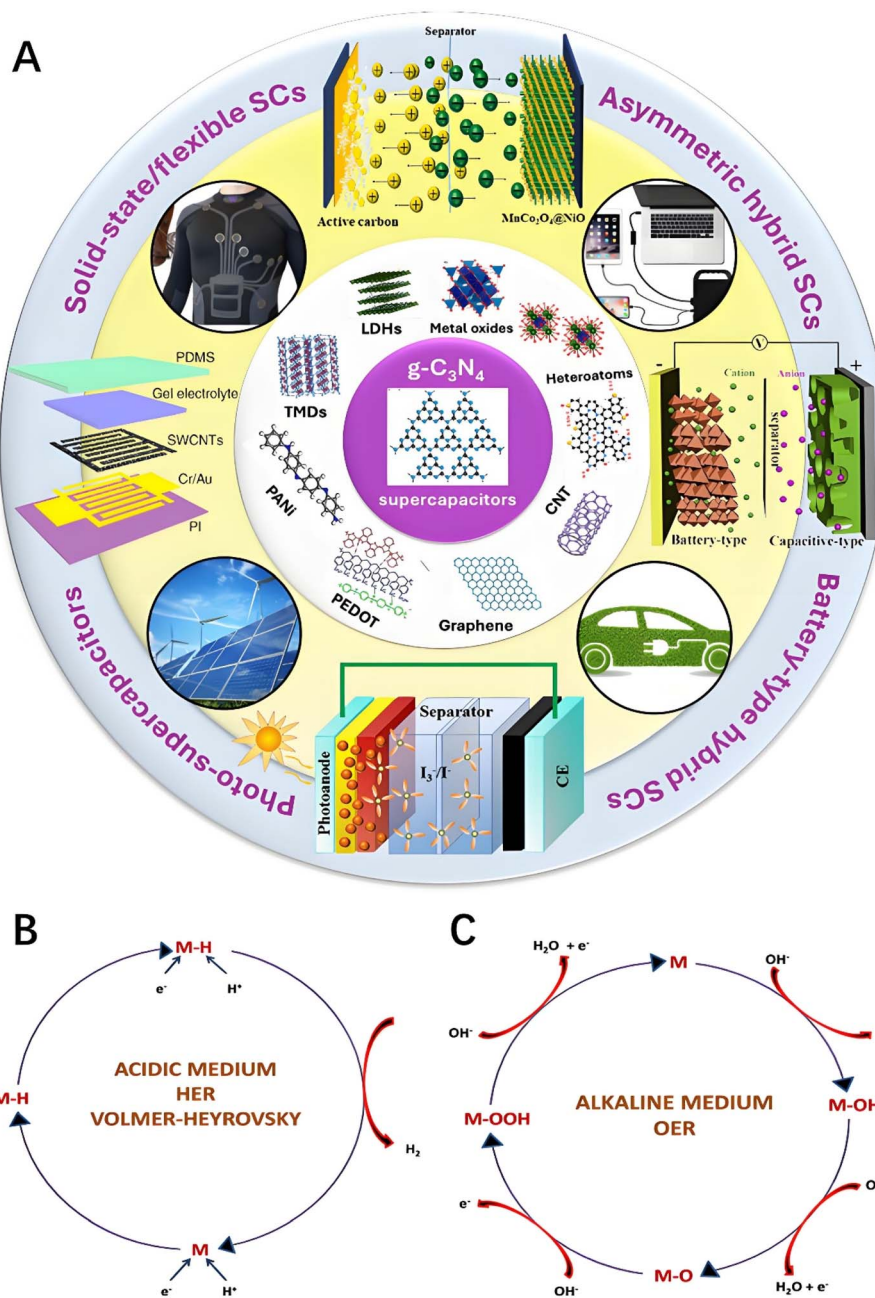 A
Separator
Solid-state/flexible SCs
Asymmetric hybrid SCs
Active carbon
MnCo₂O₄@NiO
LDHs
Metal oxides
Heteroatoms
TMDs
g-C₃N₄
supercapacitors
PANi
CNT
PEDOT
Graphene
PDMS
Gel electrolyte
SWCNTs
Cr/Au
PI
V
-
+
Cation
Anion
separator
Battery-type
Capacitive-type
Photo-supercapacitors
Battery-type hybrid SCs
Photoanode
Separator
I₃⁻/I⁻
CE
B
M-H
e⁻ H⁺
ACIDIC MEDIUM
HER
VOLMER-HEYROVSKY
M-H
H₂
M
e⁻ H⁺
C
H₂O + e⁻
M
OH⁻
OH⁻
M-OOH
ALKALINE MEDIUM
OER
M-OH
e⁻
O
OH⁻
M-O
H₂O + e⁻